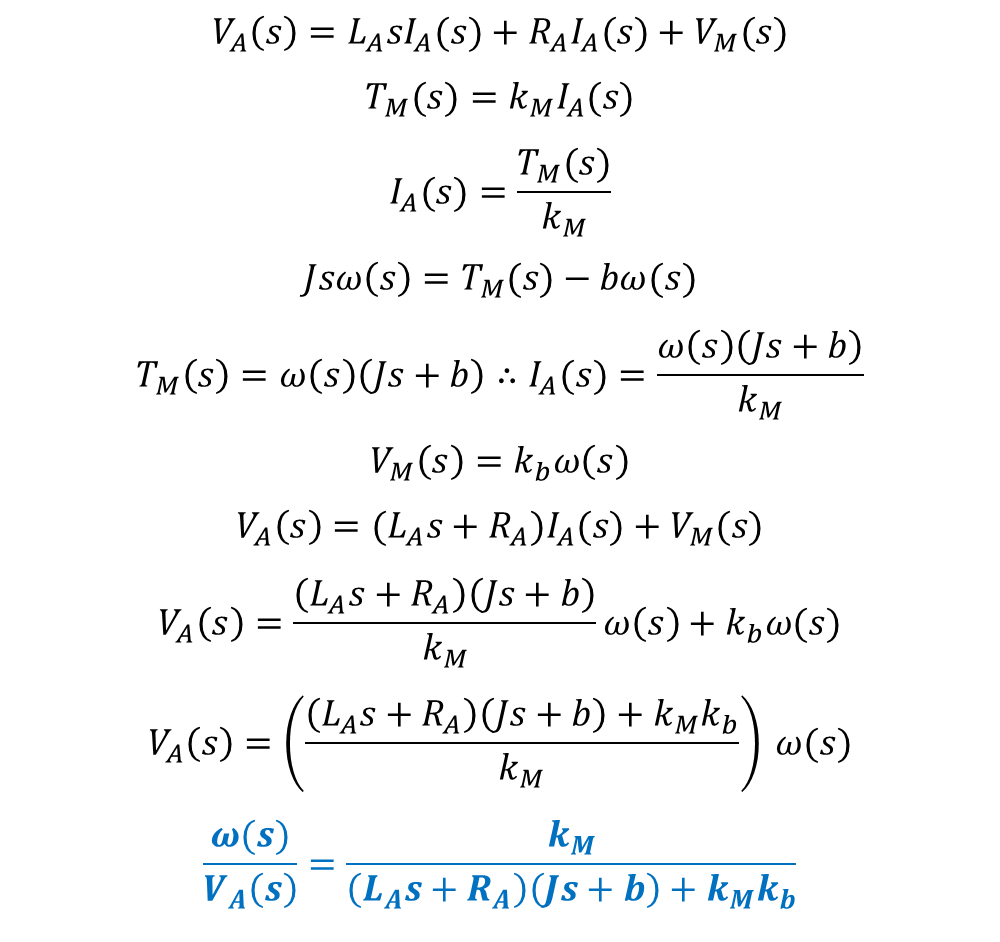 V_A(s) = L_A sI_A(s) + R_A I_A(s) + V_M(s)
T_M(s) = k_M I_A(s)
I_A(s) = T_M(s) / k_M
Jsω(s) = T_M(s) − bω(s)
T_M(s) = ω(s)(Js + b) ∴ I_A(s) = ω(s)(Js + b) / k_M
V_M(s) = k_b ω(s)
V_A(s) = (L_A s + R_A)I_A(s) + V_M(s)
V_A(s) = (L_A s + R_A)(Js + b) / k_M ω(s) + k_b ω(s)
V_A(s) = ( (L_A s + R_A)(Js + b) + k_M k_b / k_M ) ω(s)
ω(s) / V_A(s) = k_M / (L_A s + R_A)(Js + b) + k_M k_b